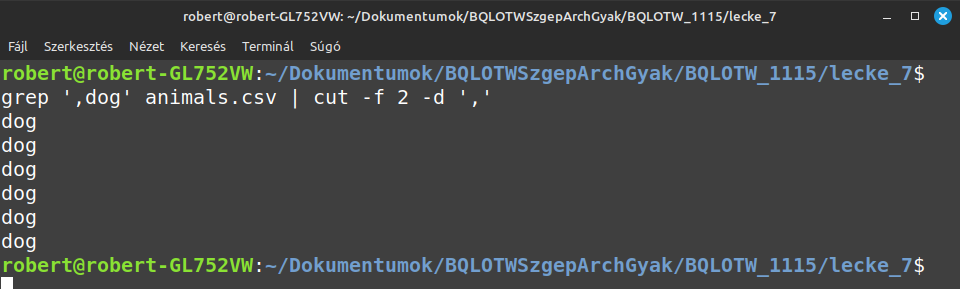 robert@robert-GL752VW: ~/Dokumentumok/BQLOTWSzgepArchGyak/BQLOTW_1115/lecke_7
Fájl Szerkesztés Nézet Keresés Terminál Súgó
robert@robert-GL752VW:~/Dokumentumok/BQLOTWSzgepArchGyak/BQLOTW_1115/lecke_7$
grep ',dog' animals.csv | cut -f 2 -d ','
dog
dog
dog
dog
dog
dog
robert@robert-GL752VW:~/Dokumentumok/BQLOTWSzgepArchGyak/BQLOTW_1115/lecke_7$